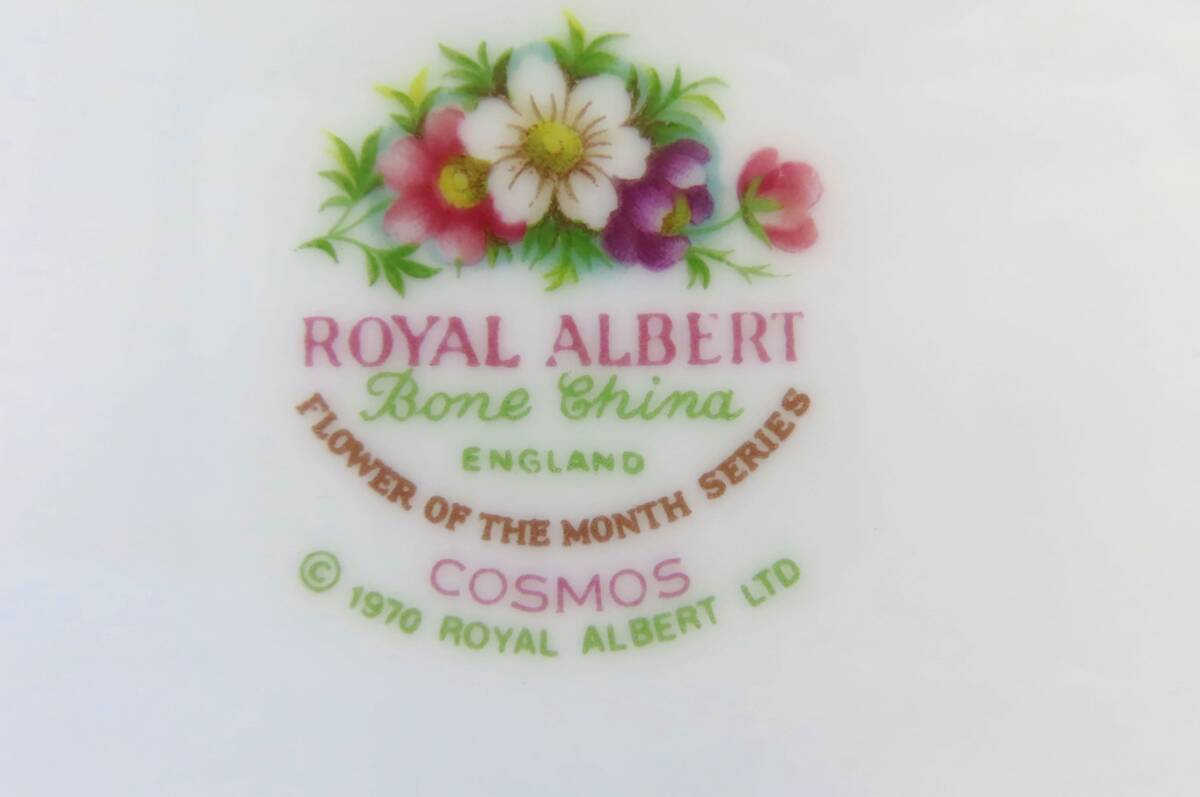 ROYAL ALBERT
Bone China
ENGLAND
FLOWER OF THE MONTH SERIES
COSMOS
© 1970 ROYAL ALBERT LTD